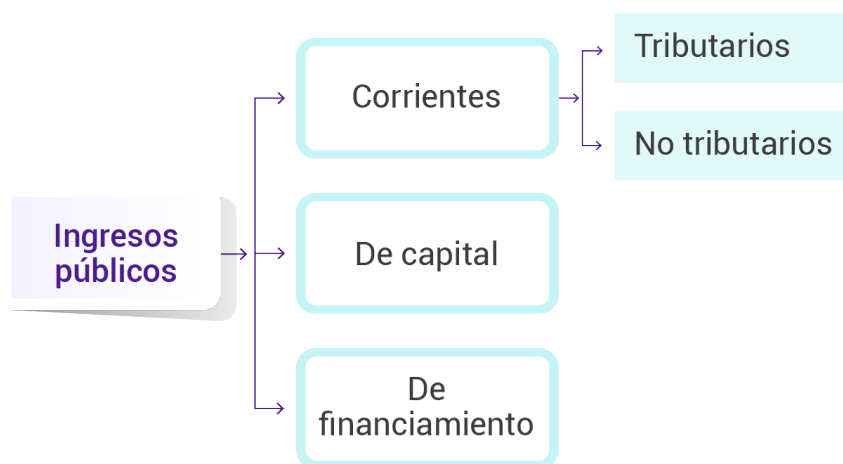 Ingresos
públicos
Corrientes
Tributarios
No tributarios
De capital
De
financiamiento